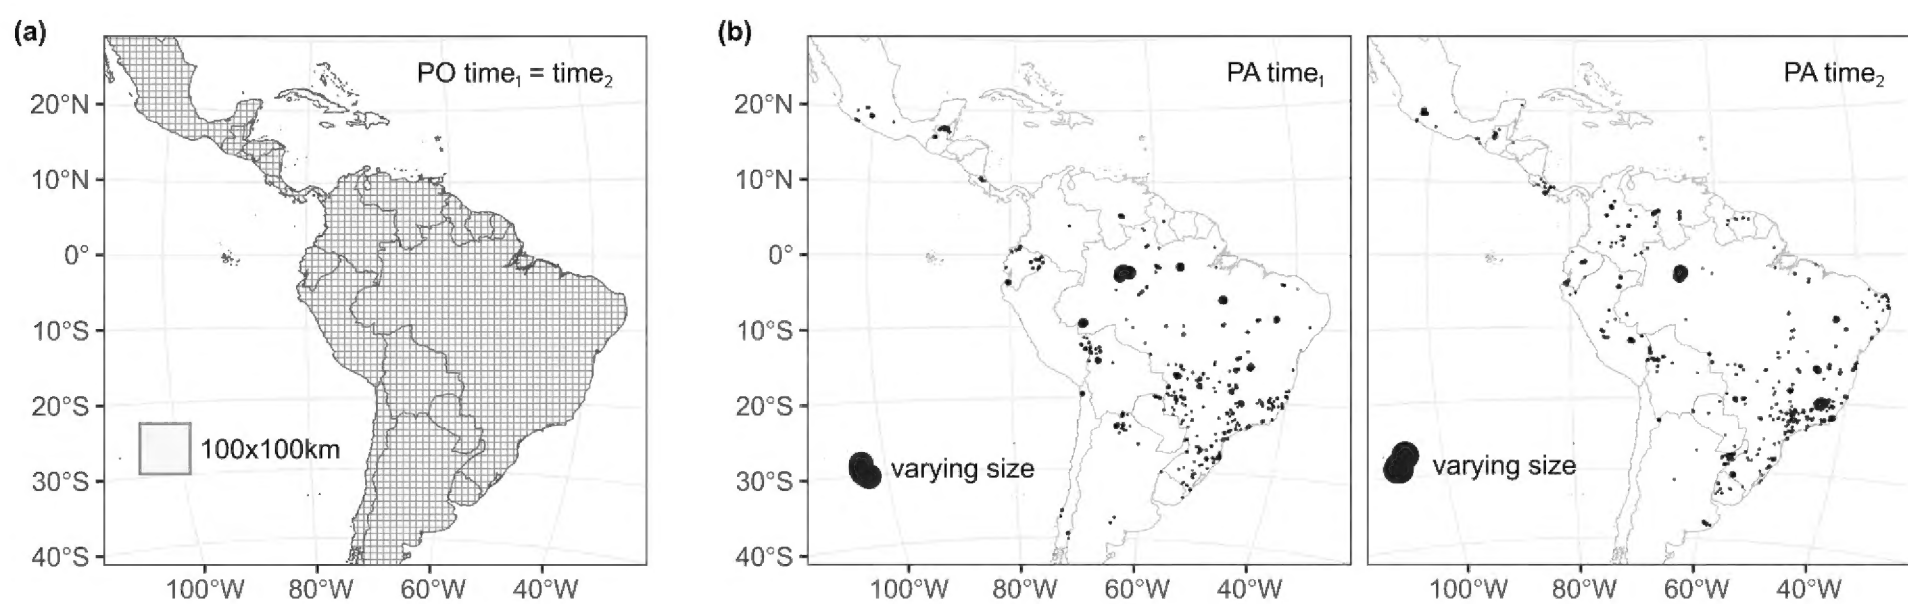 (a)
PO time₁ = time₂
20°N
10°N
0°
10°S
20°S
30°S
40°S
100x100km
100°W 80°W 60°W 40°W
(b)
PA time₁
20°N
10°N
0°
10°S
20°S
30°S
40°S
varying size
100°W 80°W 60°W 40°W
PA time₂
varying size
100°W 80°W 60°W 40°W